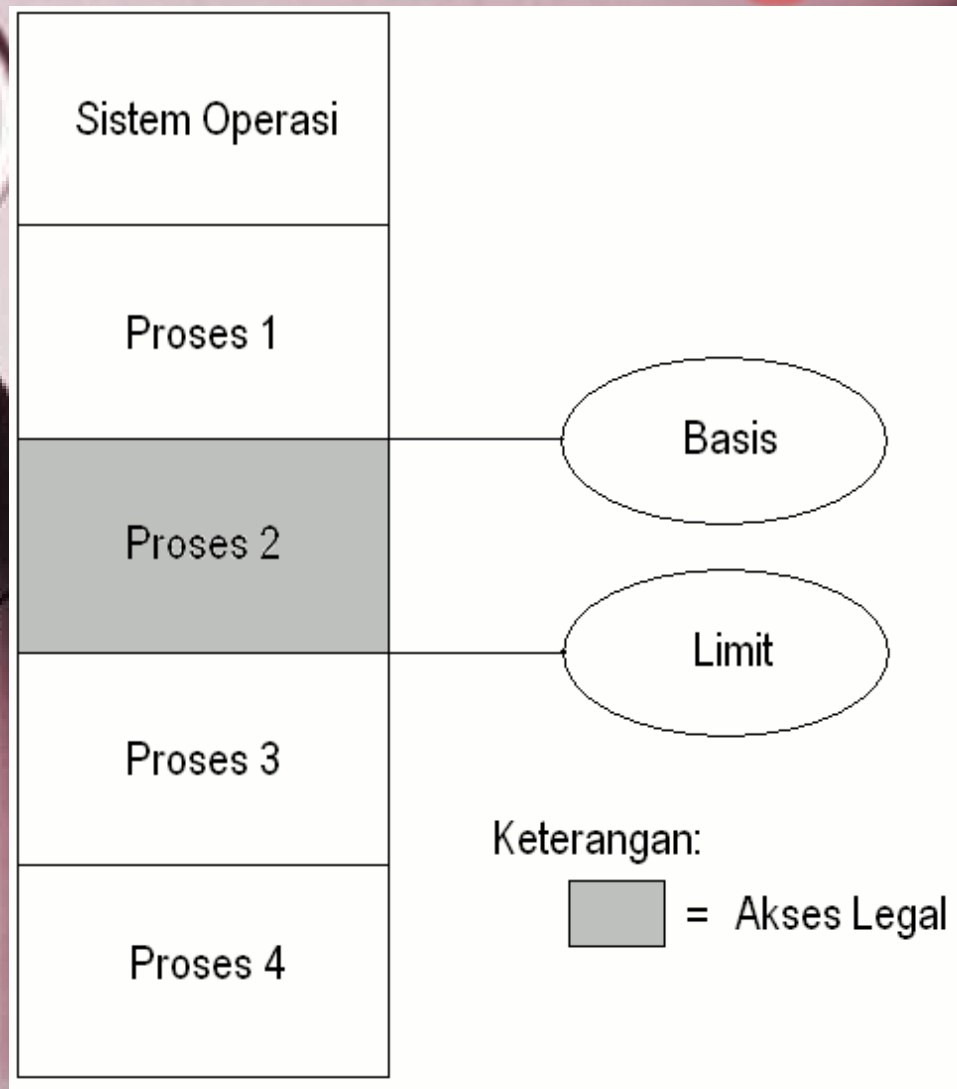 Sistem Operasi
Proses 1
Basis
Proses 2
Limit
Proses 3
Keterangan:
= Akses Legal
Proses 4